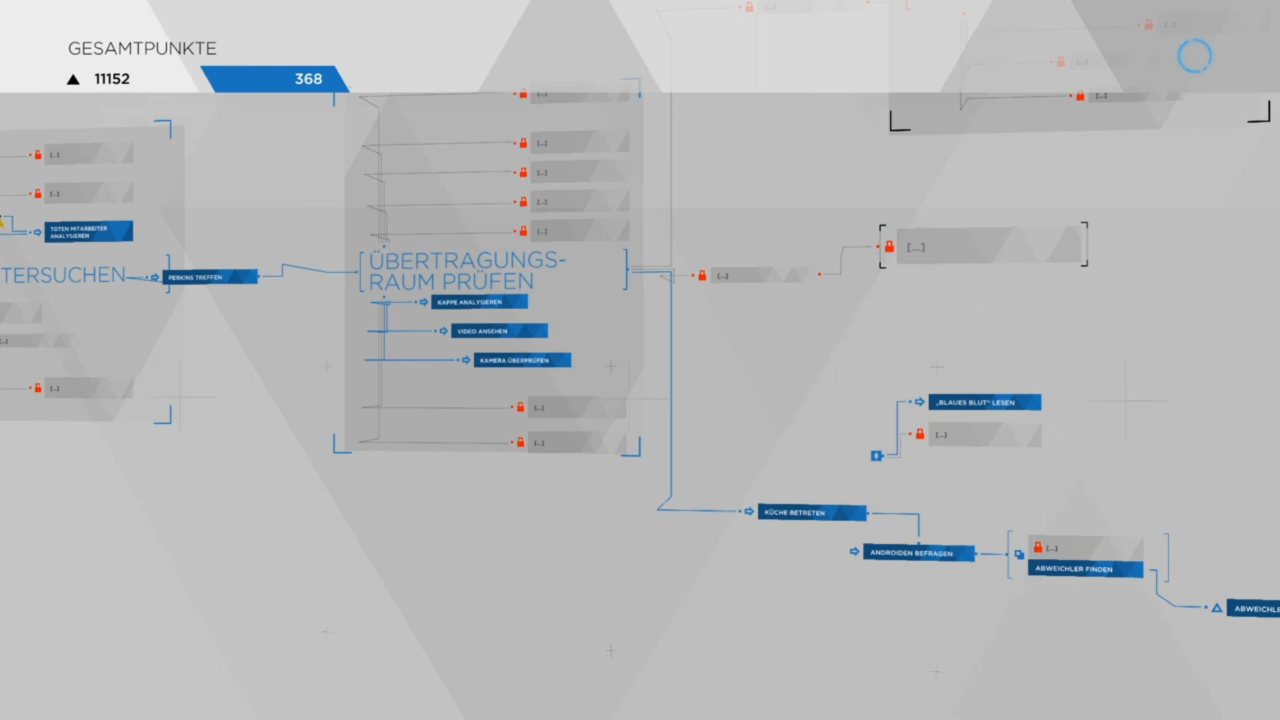 GESAMTPUNKTE
11152
368
[...]
[...]
[...]
[...]
[...]
[...]
[...]
[...]
[...]
[...]
TOTEN MITARBEITER
ANALYSIEREN
TERSUCHEN
PERKINS TREFFEN
ÜBERTRAGUNGS-
RAUM PRÜFEN
[...]
[...]
KAPPE ANALYSIEREN
VIDEO ANSEHEN
KAMERA ÜBERPRÜFEN
[...]
[...]
[...]
[...]
„BLAUES BLUT“ LESEN
[...]
KÜCHE BETRETEN
ANDROIDEN BEFRAGEN
[...]
ABWEICHLER FINDEN
ABWEICHLE